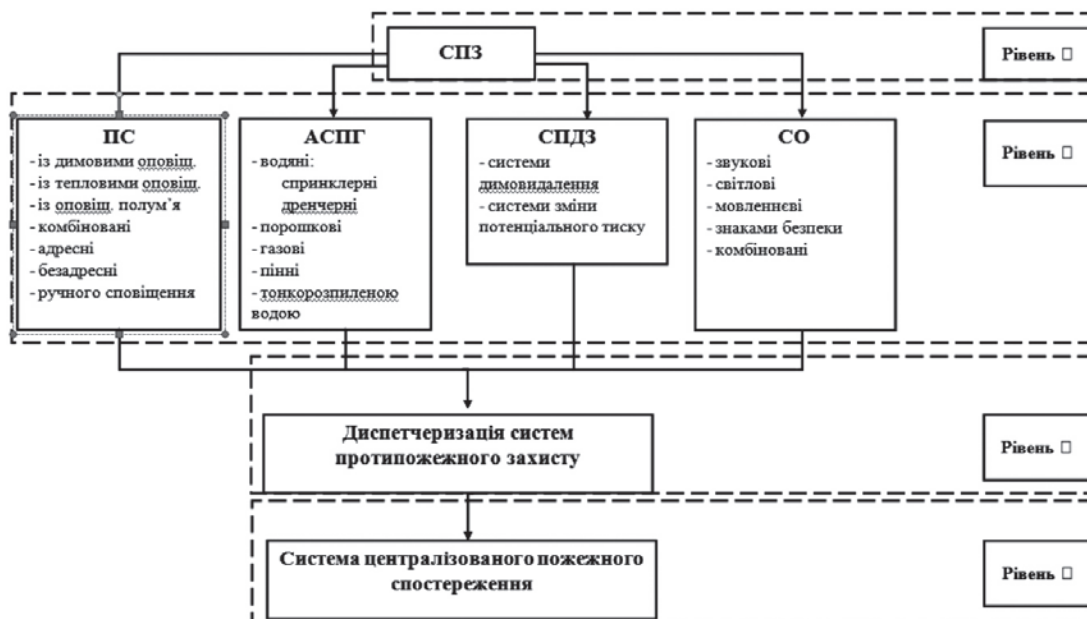 СПЗ
Рівень □
ПС
- із димовими оповіщ.
- із тепловими оповіщ.
- із оповіщ. полум’я
- комбіновані
- адресні
- безадресні
- ручного сповіщення
АСПГ
- водяні:
спринклерні
дренчерні
- порошкові
- газові
- пінні
- тонкорозпиленою
водою
СПДЗ
- системи
димовидалення
- системи зміни
потенціального тиску
СО
- звукові
- світлові
- мовленнєві
- знаками безпеки
- комбіновані
Рівень □
Диспетчеризація систем
протипожежного захисту
Рівень □
Система централізованого пожежного
спостереження
Рівень □